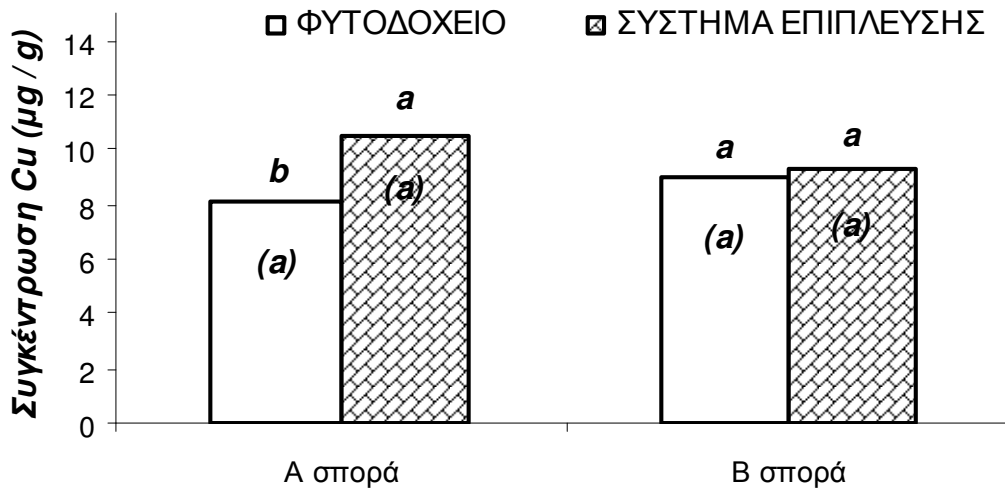 ΦΥΤΟΔΟΧΕΙΟ ΣΥΣΤΗΜΑ ΕΠΙΠΛΕΥΣΗΣ
Συγκέντρωση Cu (μg / g)
14
12
10
8
6
4
2
0
b
a
a
a
(a)
(a)
(a)
(a)
Α σπορά
Β σπορά